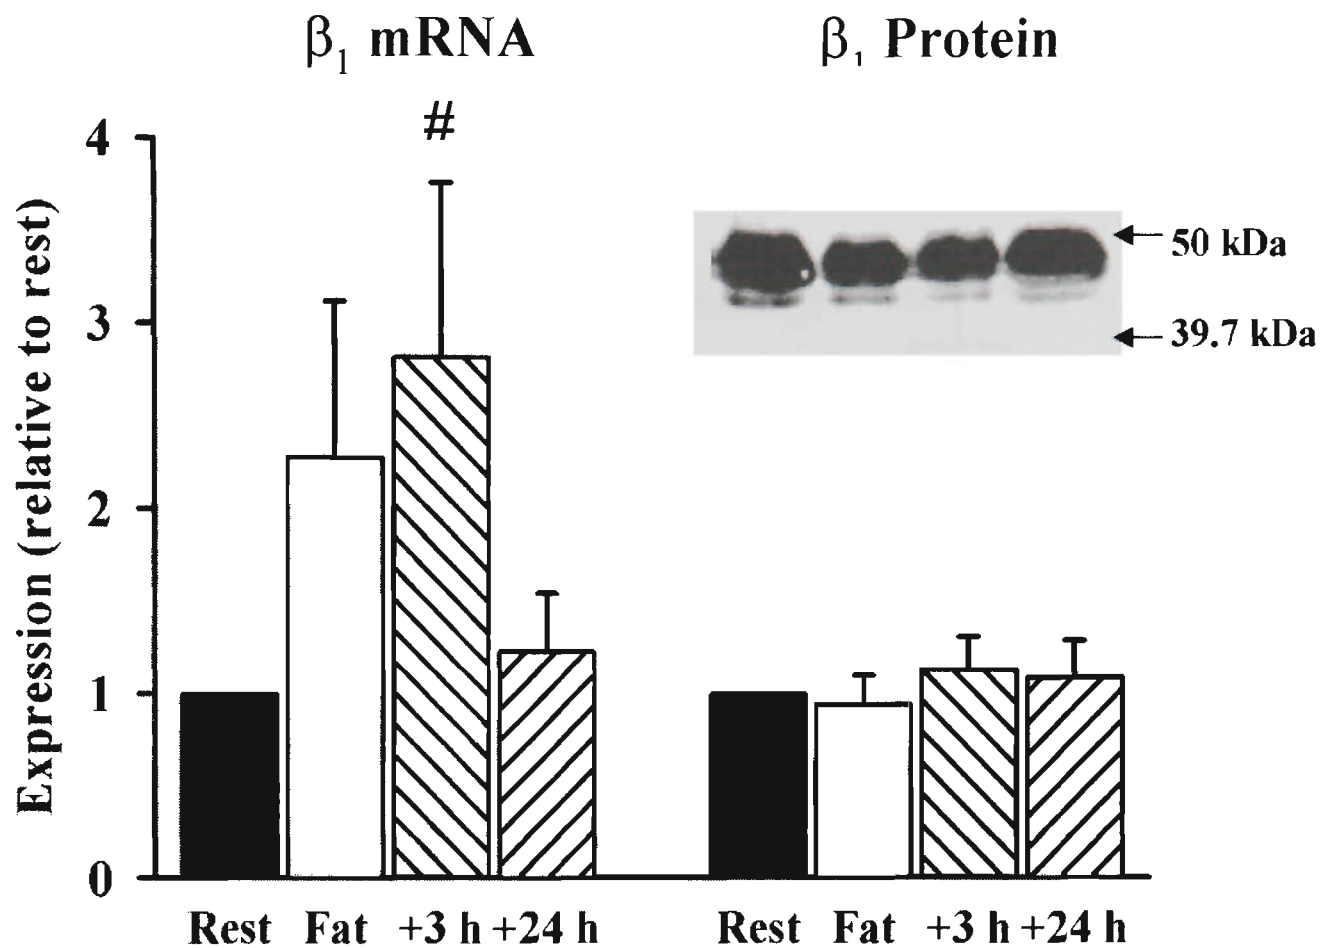 β₁ mRNA
β₁ Protein
#
4
3
2
1
0
Expression (relative to rest)
50 kDa
39.7 kDa
Rest Fat +3 h +24 h
Rest Fat +3 h +24 h